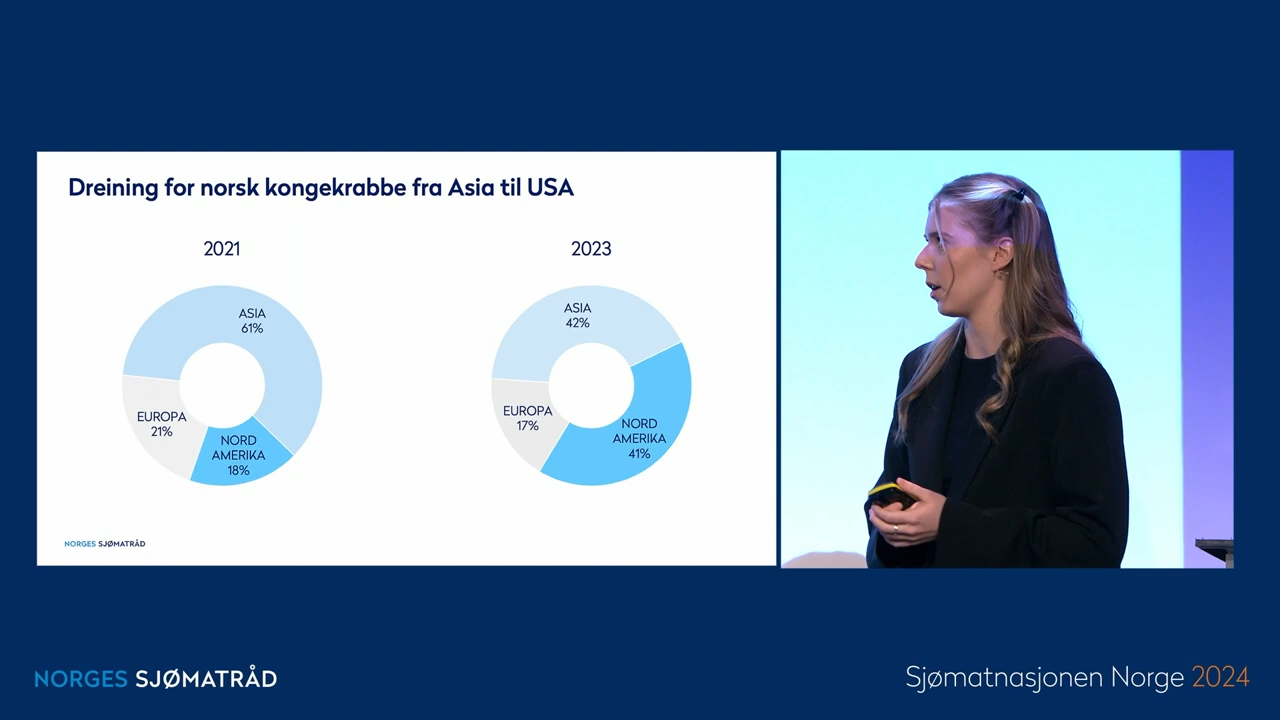 Dreining for norsk kongekrabbe fra Asia til USA
2021
ASIA
61%
EUROPA
21%
NORD
AMERIKA
18%
2023
ASIA
42%
EUROPA
17%
NORD
AMERIKA
41%
NORGES SJØMATRÅD
NORGES SJØMATRÅD
Sjømatnasjonen Norge 2024